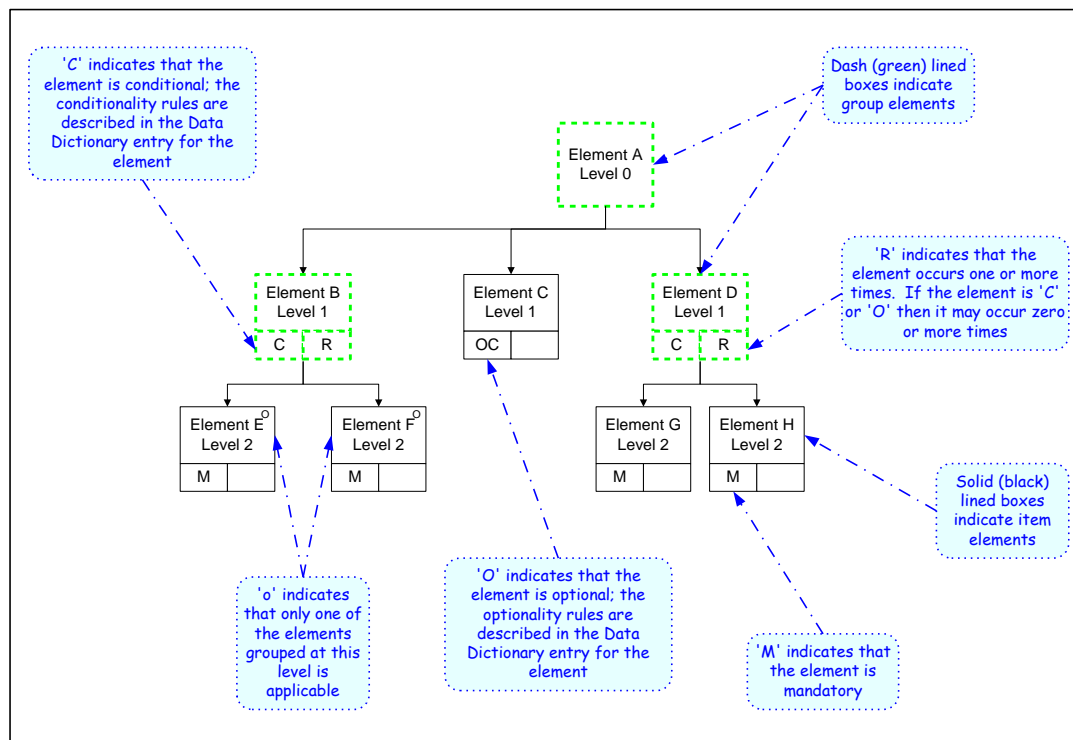 'C' indicates that the
element is conditional; the
conditionality rules are
described in the Data
Dictionary entry for the
element
Dash (green) lined
boxes indicate
group elements
Element A
Level 0
'R' indicates that the
element occurs one or more
times. If the element is 'C'
or 'O' then it may occur zero
or more times
Element B
Level 1
C R
Element C
Level 1
OC
Element D
Level 1
C R
Element E O
Level 2
M
Element F O
Level 2
M
Element G
Level 2
M
Element H
Level 2
M
Solid (black)
lined boxes
indicate item
elements
'o' indicates
that only one of
the elements
grouped at this
level is
applicable
'O' indicates that the
element is optional; the
optionality rules are
described in the Data
Dictionary entry for the
element
'M' indicates that
the element is
mandatory